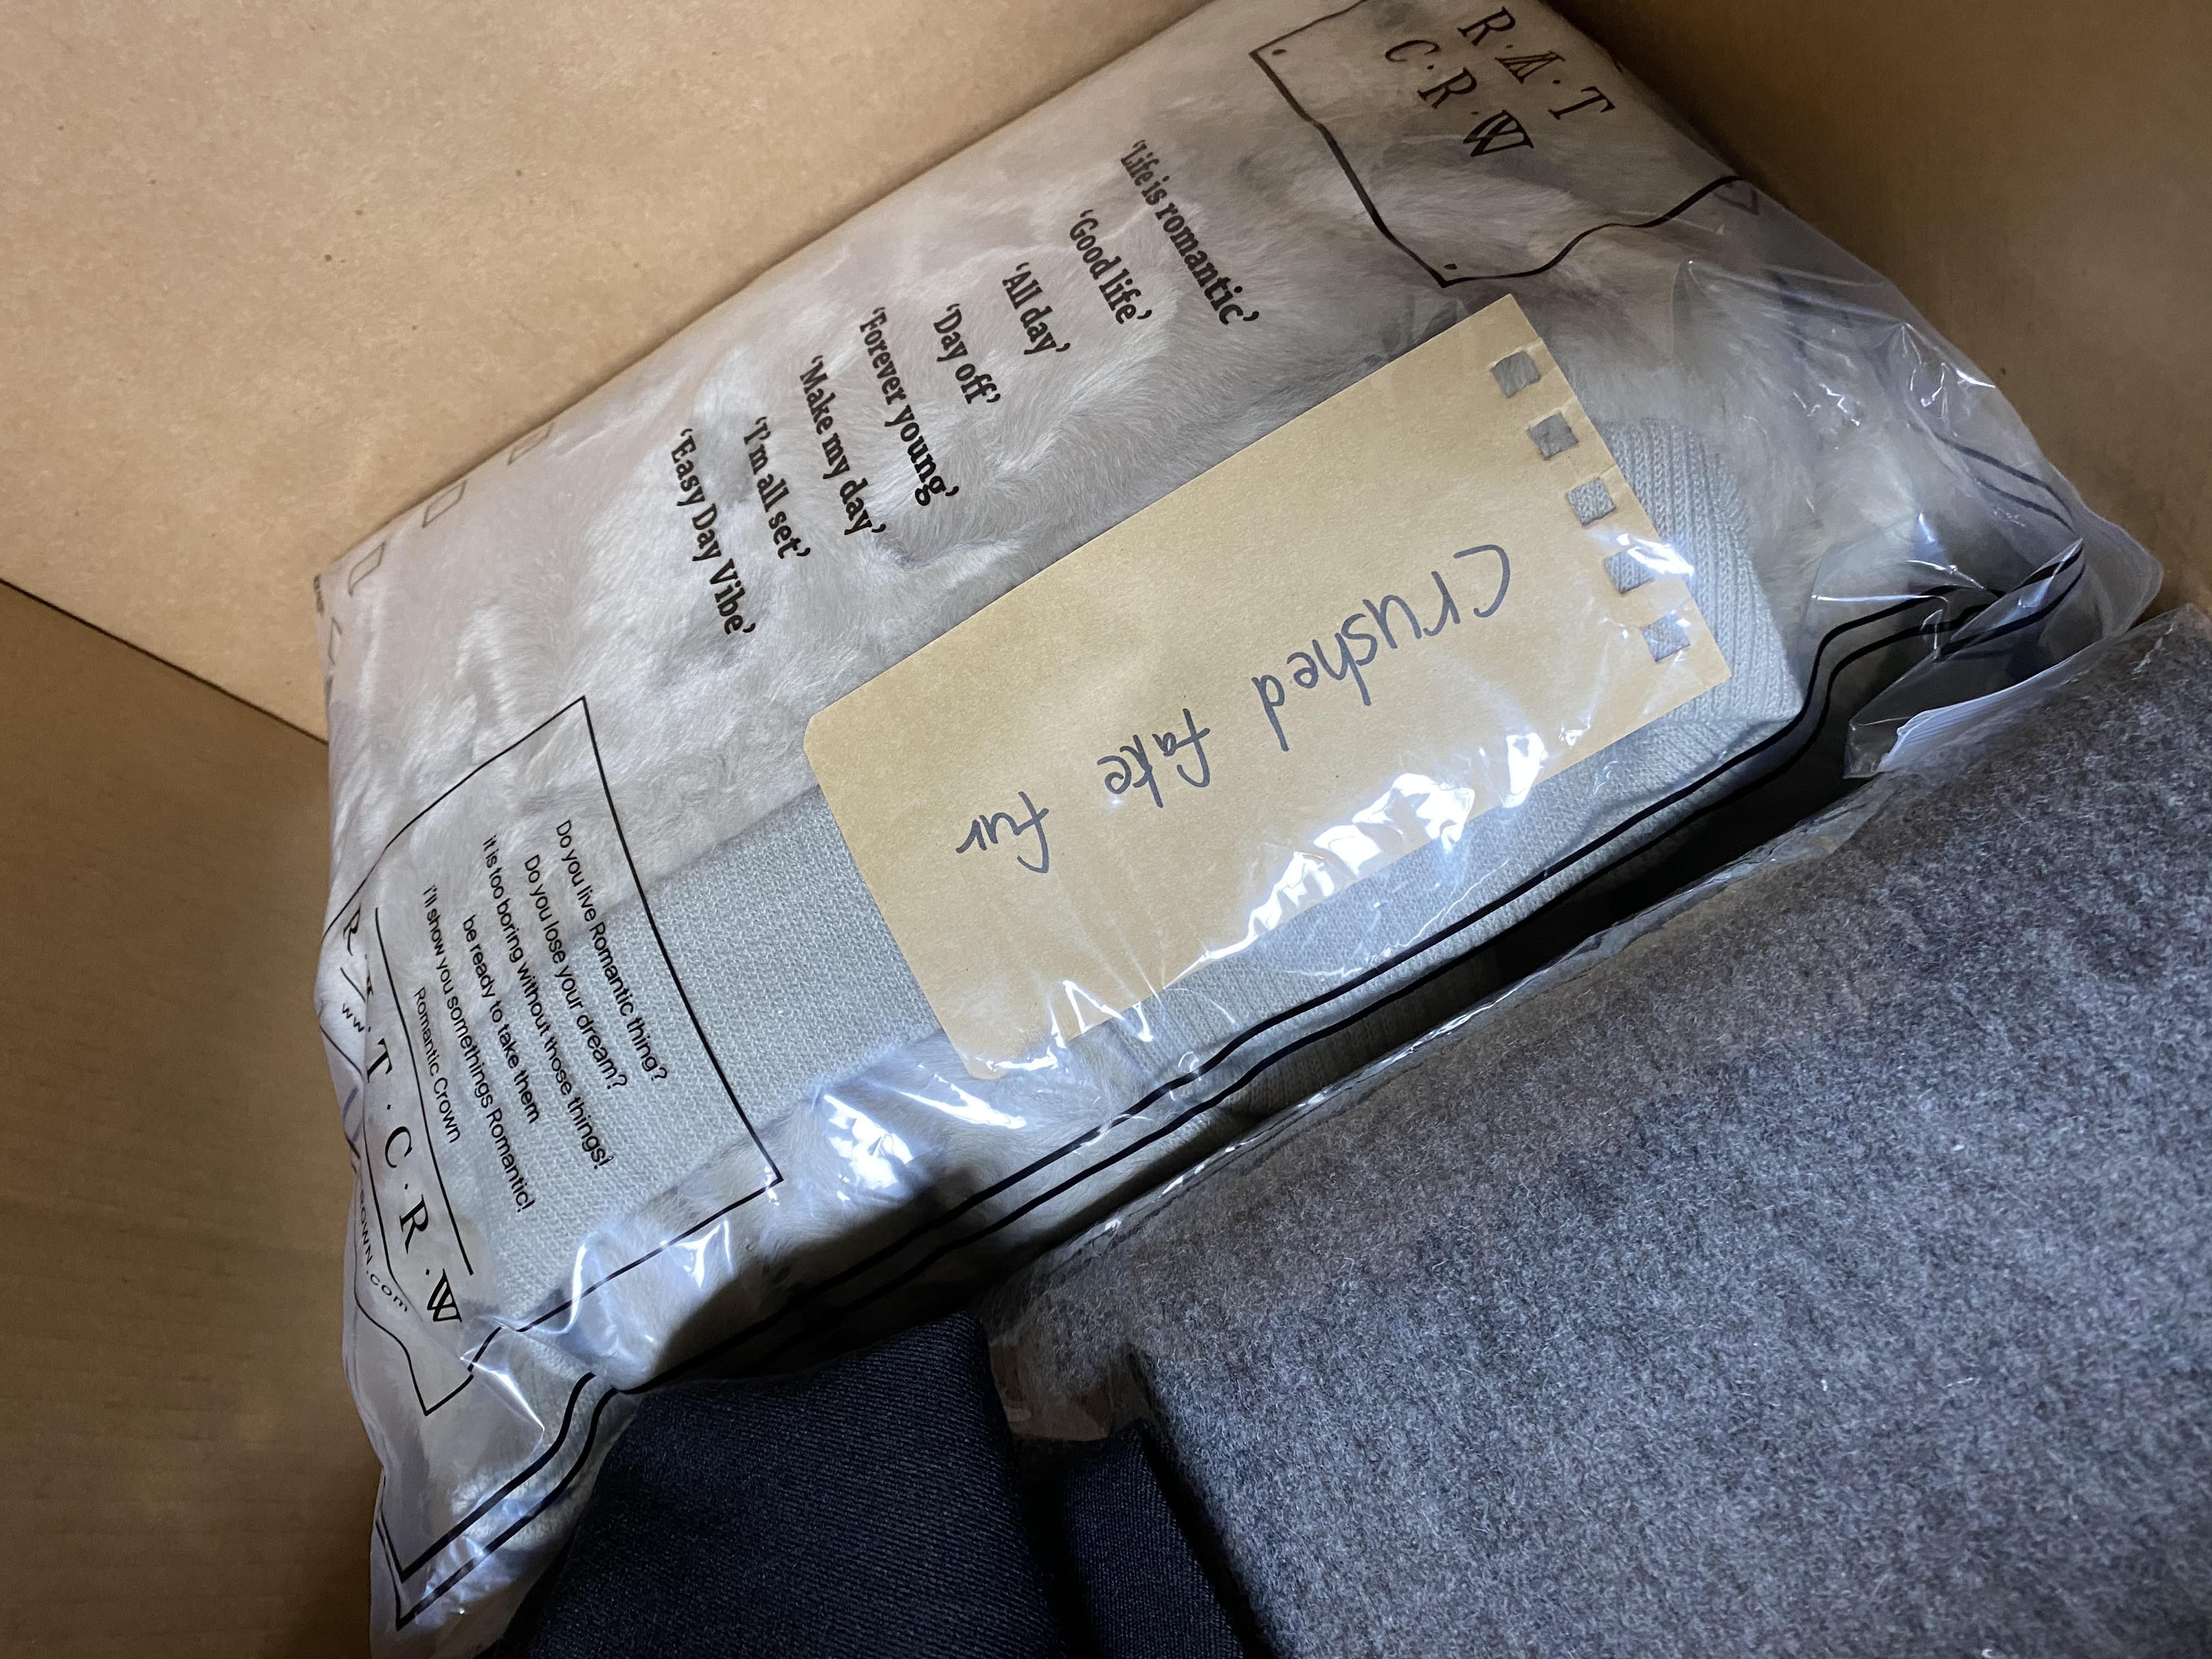 R·A·T
C·R·W
'Life is romantic'
'Good life'
'All day'
'Day off'
'Forever young'
'Make my day'
'I'm all set'
'Easy Day Vibe'
crushed
fake
fur
Do you live Romantic thing?
Do you lose your dream?
it is too boring without those things!
be ready to take them
i'll show you somethings Romantic!
Romantic Crown
R·A·T·C·R·W